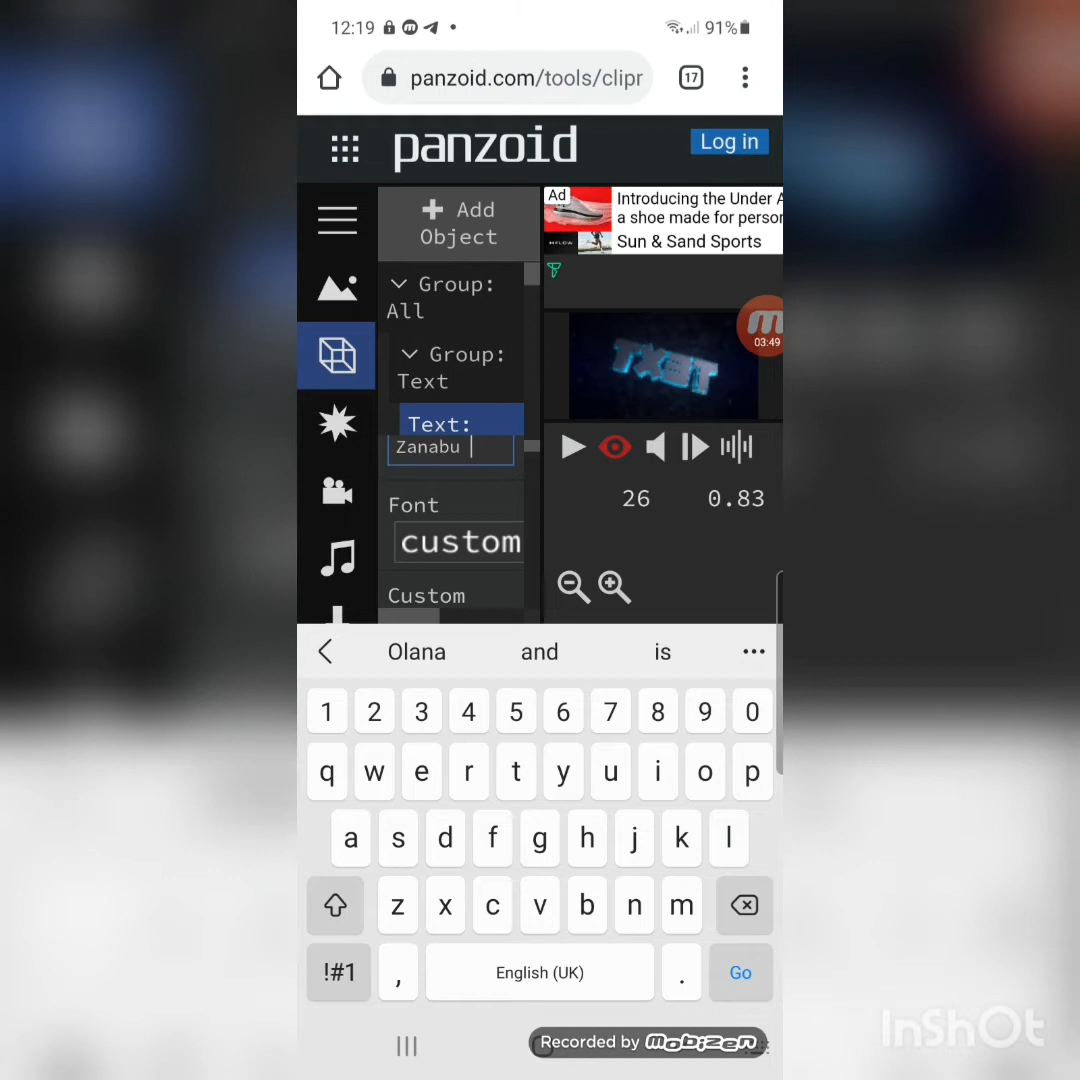 12:19
91%
panzoid.com/tools/clipr
17
panzoid
Log in
Add
Object
Ad
Introducing the Under A
a shoe made for person
Sun & Sand Sports
Group:
All
Group:
Text
Text:
Zanabu
TXET
03:49
26
0.83
Font
custom
Custom
Olana
and
is
1 2 3 4 5 6 7 8 9 0
q w e r t y u i o p
a s d f g h j k l
z x c v b n m
!#1 , English (UK) . Go
Recorded by Mobizen
InShOt